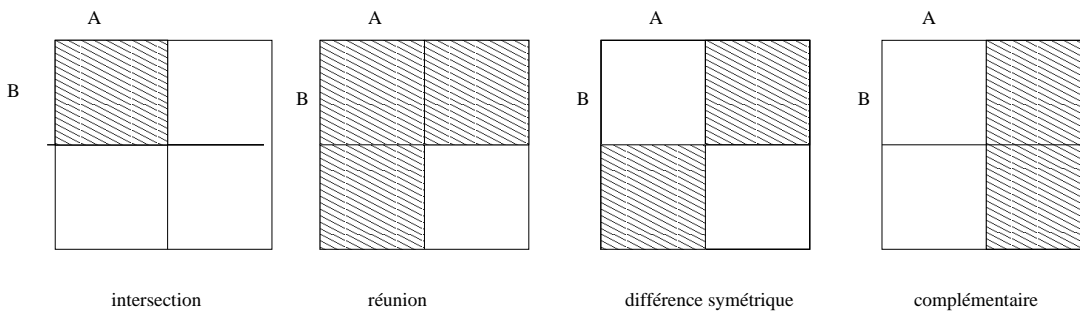 A A A A
B B B B
intersection réunion différence symétrique complémentaire